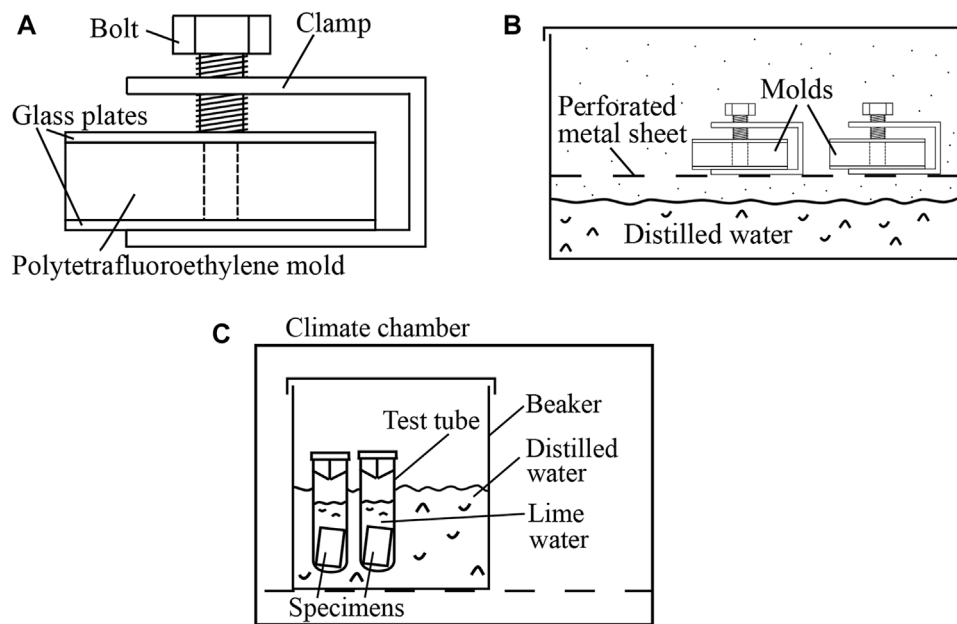 A
Bolt
Clamp
Glass plates
Polytetrafluoroethylene mold
B
Molds
Perforated
metal sheet
Distilled water
C
Climate chamber
Beaker
Test tube
Distilled
water
Lime
water
Specimens